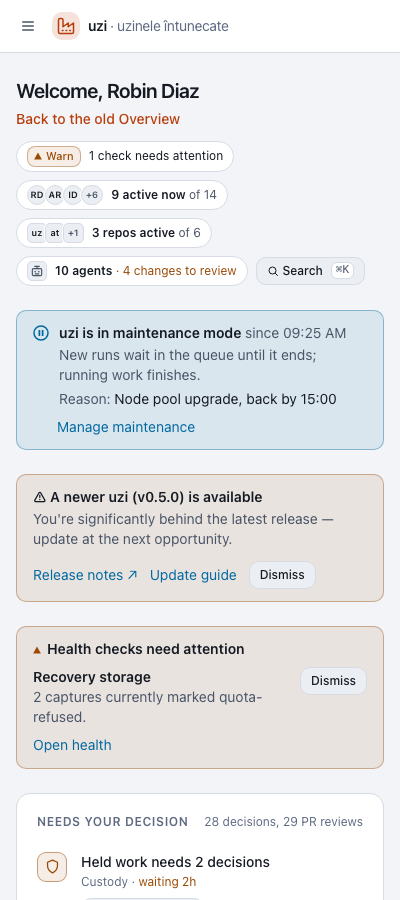 uzi · uzinele întunecate
Welcome, Robin Diaz
Back to the old Overview
Warn 1 check needs attention
RD AR ID +6 9 active now of 14
uz at +1 3 repos active of 6
10 agents · 4 changes to review Search ⌘K
uzi is in maintenance mode since 09:25 AM
New runs wait in the queue until it ends;
running work finishes.
Reason: Node pool upgrade, back by 15:00
Manage maintenance
A newer uzi (v0.5.0) is available
You're significantly behind the latest release —
update at the next opportunity.
Release notes ↗ Update guide Dismiss
Health checks need attention
Recovery storage Dismiss
2 captures currently marked quota-
refused.
Open health
NEEDS YOUR DECISION 28 decisions, 29 PR reviews
Held work needs 2 decisions
Custody · waiting 2h